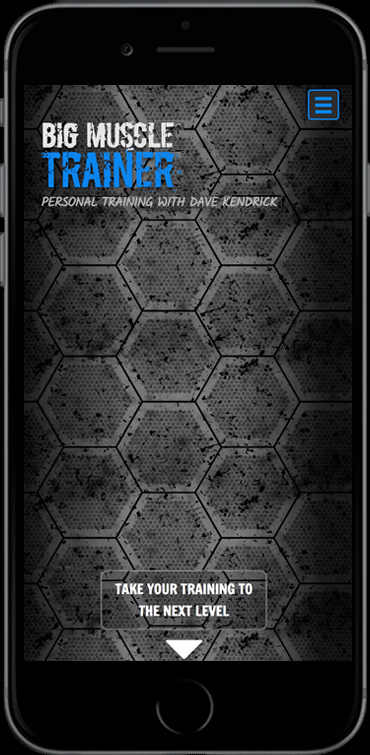 BIG MUSCLE
TRAINER
PERSONAL TRAINING WITH DAVE KENDRICK
TAKE YOUR TRAINING TO
THE NEXT LEVEL